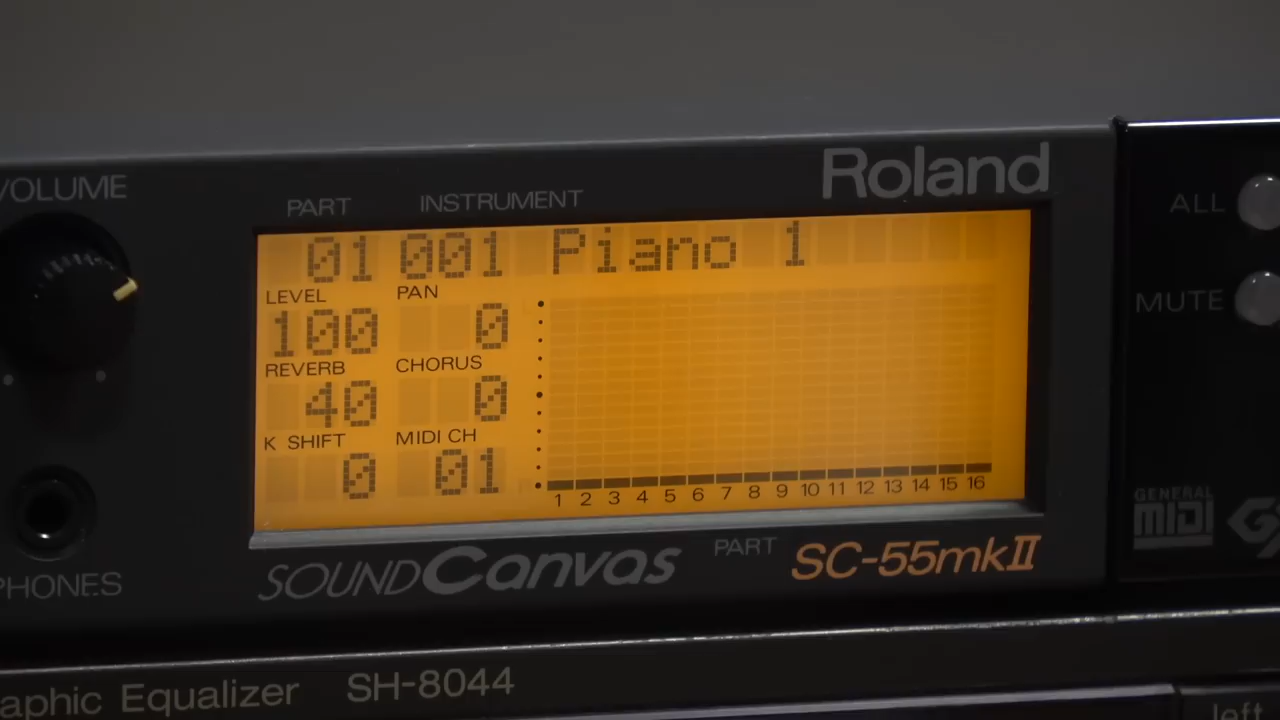 Roland
VOLUME
PART INSTRUMENT
ALL
01 001 Piano 1
LEVEL PAN
100 0
MUTE
REVERB CHORUS
40 0
K SHIFT MIDI CH
0 01
1 2 3 4 5 6 7 8 9 10 11 12 13 14 15 16
GENERAL
MIDI
PHONES
SOUND Canvas PART SC-55mkII
aphic Equalizer SH-8044
left